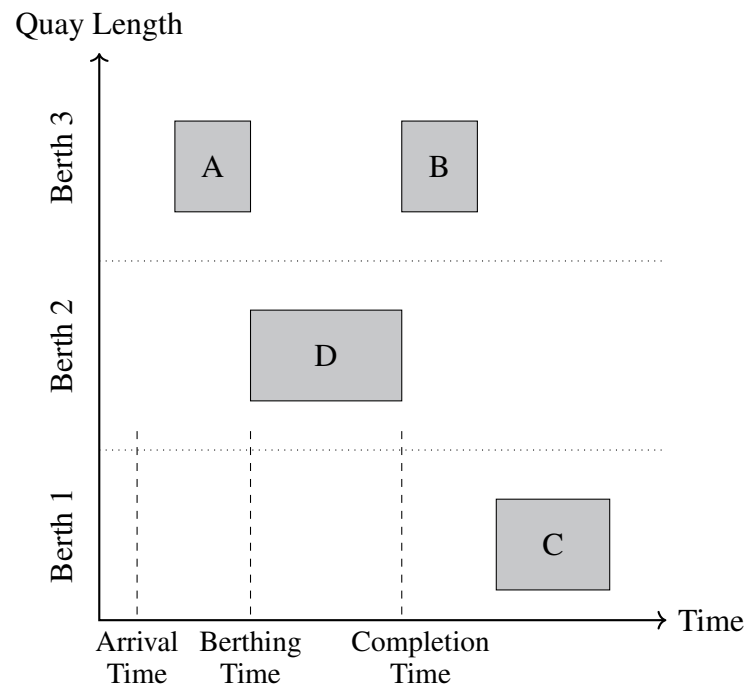 Quay Length
Berth 3
A
B
Berth 2
D
Berth 1
C
Time
Arrival
Time
Berthing
Time
Completion
Time